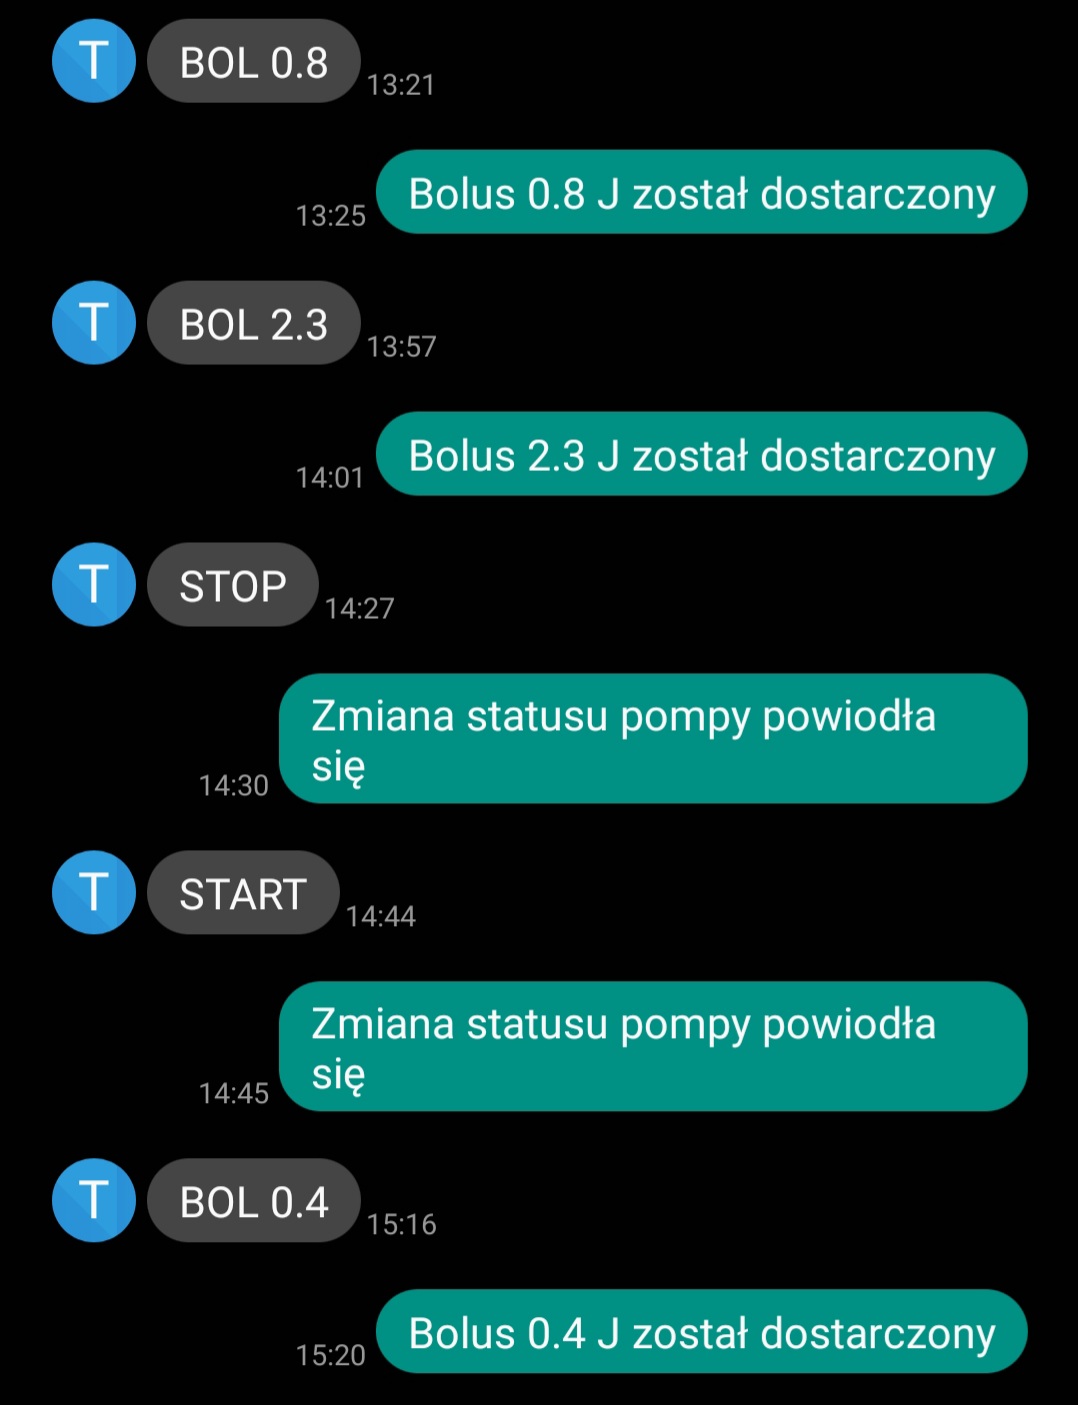 T
BOL 0.8
13:21
Bolus 0.8 J został dostarczony
13:25
T
BOL 2.3
13:57
Bolus 2.3 J został dostarczony
14:01
T
STOP
14:27
Zmiana statusu pompy powiodła
się
14:30
T
START
14:44
Zmiana statusu pompy powiodła
się
14:45
T
BOL 0.4
15:16
Bolus 0.4 J został dostarczony
15:20